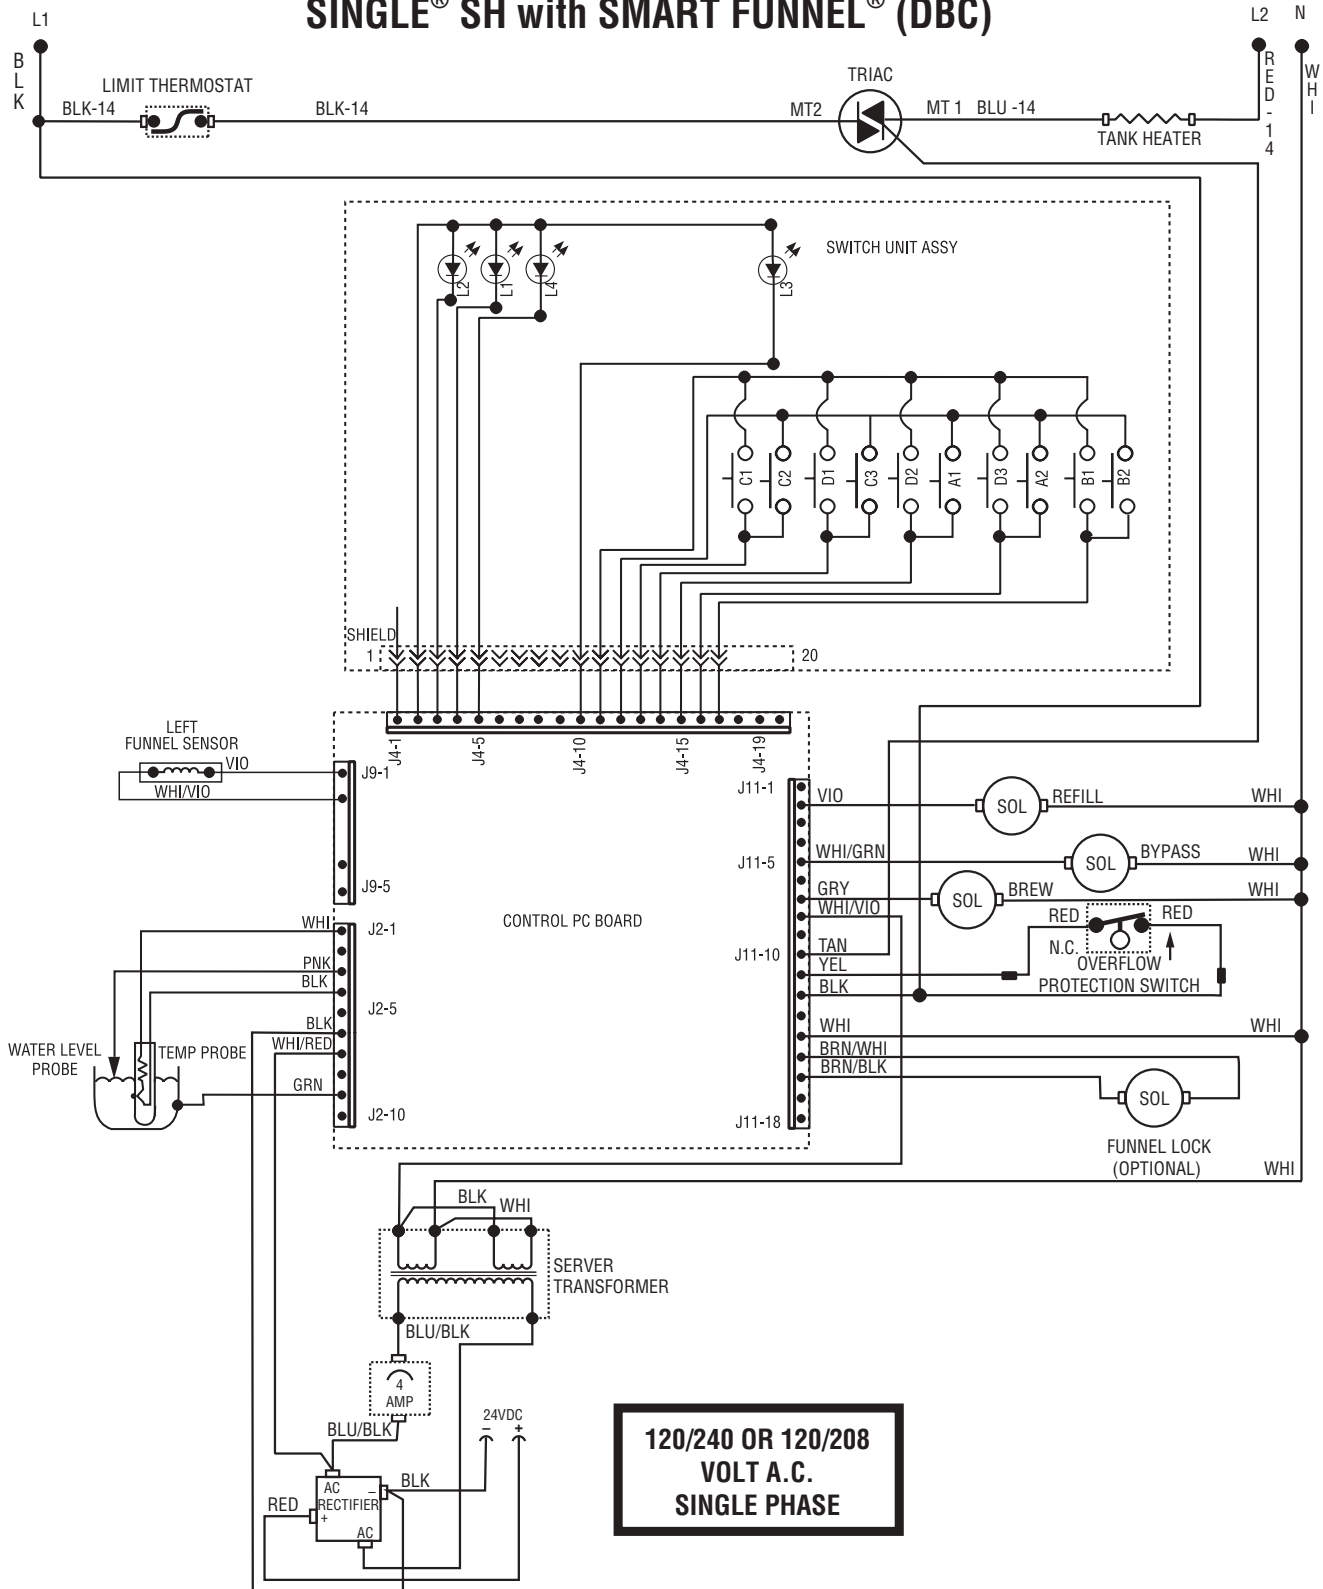 SINGLE® SH with SMART FUNNEL® (DBC)
L1
L2
N
BLK
RED-14
WHI
LIMIT THERMOSTAT
BLK-14
BLK-14
TRIAC
MT2
MT 1 BLU -14
TANK HEATER
SWITCH UNIT ASSY
L2
L1
L4
L3
C1
C2
D1
C3
D2
A1
D3
A2
B1
B2
SHIELD
1
20
J4-1
J4-5
J4-10
J4-15
J4-19
LEFT
FUNNEL SENSOR
VIO
WHI/VIO
J9-1
J9-5
CONTROL PC BOARD
J11-1
VIO
SOL
REFILL
WHI
J11-5
WHI/GRN
SOL
BYPASS
WHI
GRY
SOL
BREW
WHI
WHI/VIO
RED
RED
N.C.
OVERFLOW
PROTECTION SWITCH
J11-10
TAN
YEL
BLK
WHI
WHI
BRN/WHI
BRN/BLK
SOL
J11-18
FUNNEL LOCK
(OPTIONAL)
WHI
WHI
J2-1
PNK
BLK
J2-5
BLK
WHI/RED
WATER LEVEL
PROBE
TEMP PROBE
GRN
J2-10
BLK
WHI
SERVER
TRANSFORMER
BLU/BLK
4
AMP
BLU/BLK
24VDC
–
+
BLK
AC
–
RECTIFIER
RED
+
AC
120/240 OR 120/208
VOLT A.C.
SINGLE PHASE